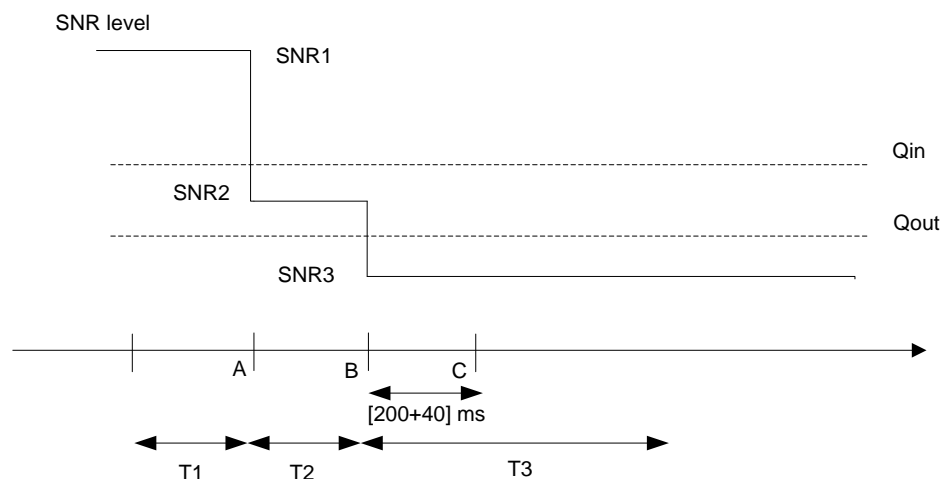 SNR level
SNR1
Qin
SNR2
Qout
SNR3
A
B
C
[200+40] ms
T1
T2
T3